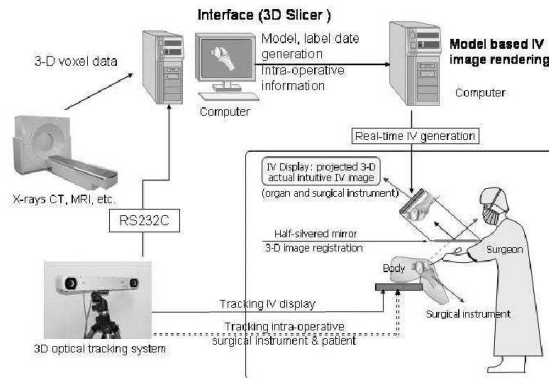 Interface (3D Slicer )
Model, label date
generation
Intra-operative
information
Model based IV
image rendering
3-D voxel data
Computer
Computer
Real-time IV generation
X-rays CT, MRI, etc.
RS232C
IV Display: projected 3-D
actual intuitive IV image
(organ and surgical instrument)
Half-silvered mirror
3-D image registration
Surgeon
Body
Surgical instrument
Tracking IV display
Tracking intra-operative
surgical instrument & patient
3D optical tracking system